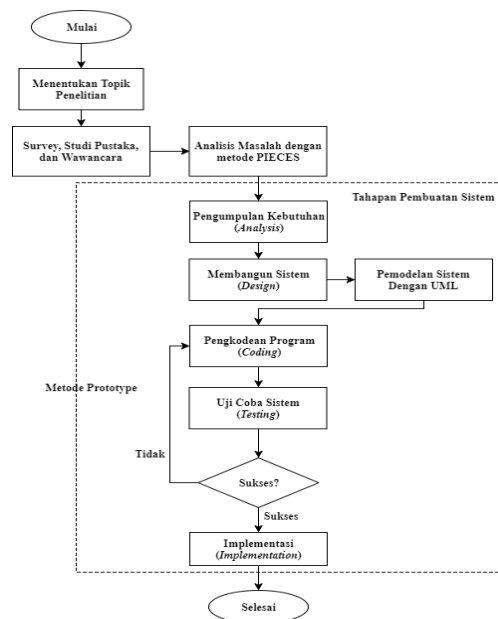 Mulai
Menentukan Topik
Penelitian
Survey, Studi Pustaka,
dan Wawancara
Analisis Masalah dengan
metode PIECES
Tahapan Pembuatan Sistem
Pengumpulan Kebutuhan
(Analysis)
Membangun Sistem
(Design)
Pemodelan Sistem
Dengan UML
Pengkodean Program
(Coding)
Metode Prototype
Uji Coba Sistem
(Testing)
Tidak
Sukses?
Sukses
Implementasi
(Implementation)
Selesai